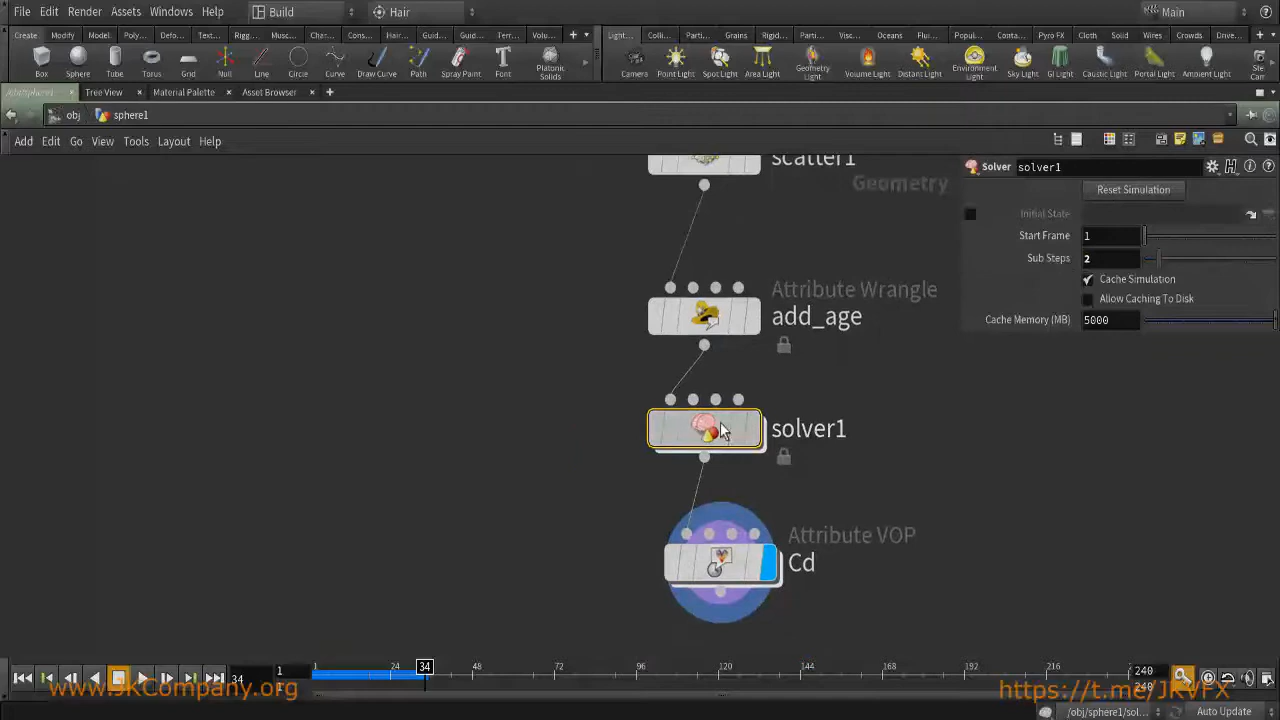 File Edit Render Assets Windows Help Build Hair Main
Create Modify Model Poly... Defo... Text... Rigg... Musc... Char... Cons... Hair... Guid... Guid... Terr... Volu... Light... Colli... Parti... Grains Rigid... Parti... Visc... Oceans Flui... Popul... Conta... Pyro FX Cloth Solid Wires Crowds Drive...
Box Sphere Tube Torus Grid Null Line Circle Curve Draw Curve Path Spray Paint Font Platonic Solids Camera Point Light Spot Light Area Light Geometry Light Volume Light Distant Light Environment Light Sky Light GI Light Caustic Light Portal Light Ambient Light
Tree View Material Palette Asset Browser
obj sphere1
Add Edit Go View Tools Layout Help
scatter1
Geometry
Attribute Wrangle
add_age
solver1
Attribute VOP
Cd
Solver solver1
Reset Simulation
Initial State
Start Frame 1
Sub Steps 2
Cache Simulation
Allow Caching To Disk
Cache Memory (MB) 5000
1 24 34 48 72 96 120 144 168 192 216
34 1 240
240
www.JKCompany.org
https://t.me/JKVFX
/obj/sphere1/sol... Auto Update